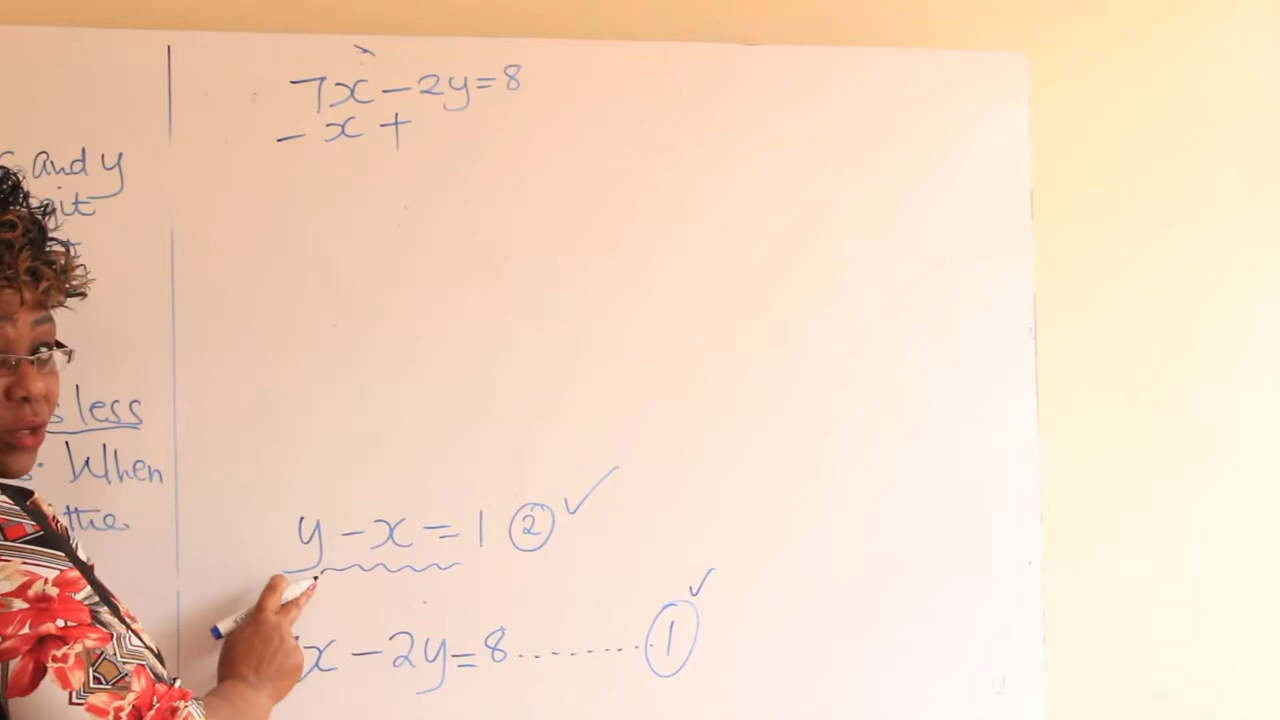 and y
less
When
the
7x - 2y = 8
- x +
y - x = 1 ②
x - 2y = 8 ........ ①